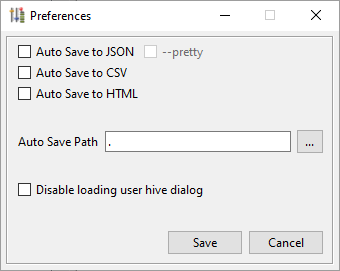 Preferences
Auto Save to JSON --pretty
Auto Save to CSV
Auto Save to HTML
Auto Save Path . ...
Disable loading user hive dialog
Save Cancel